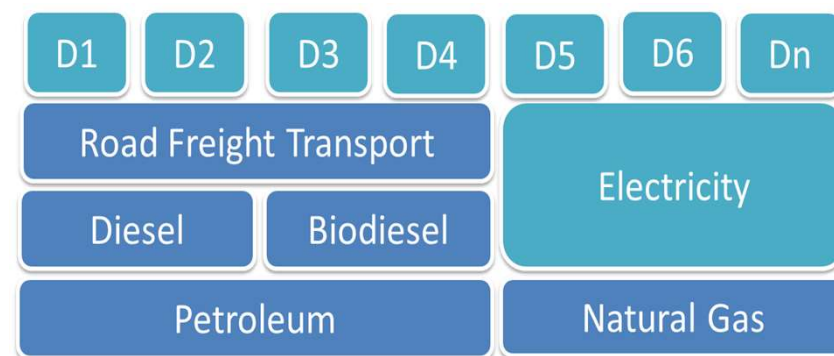 D1 D2 D3 D4 D5 D6 Dn
Road Freight Transport
Electricity
Diesel Biodiesel
Petroleum Natural Gas